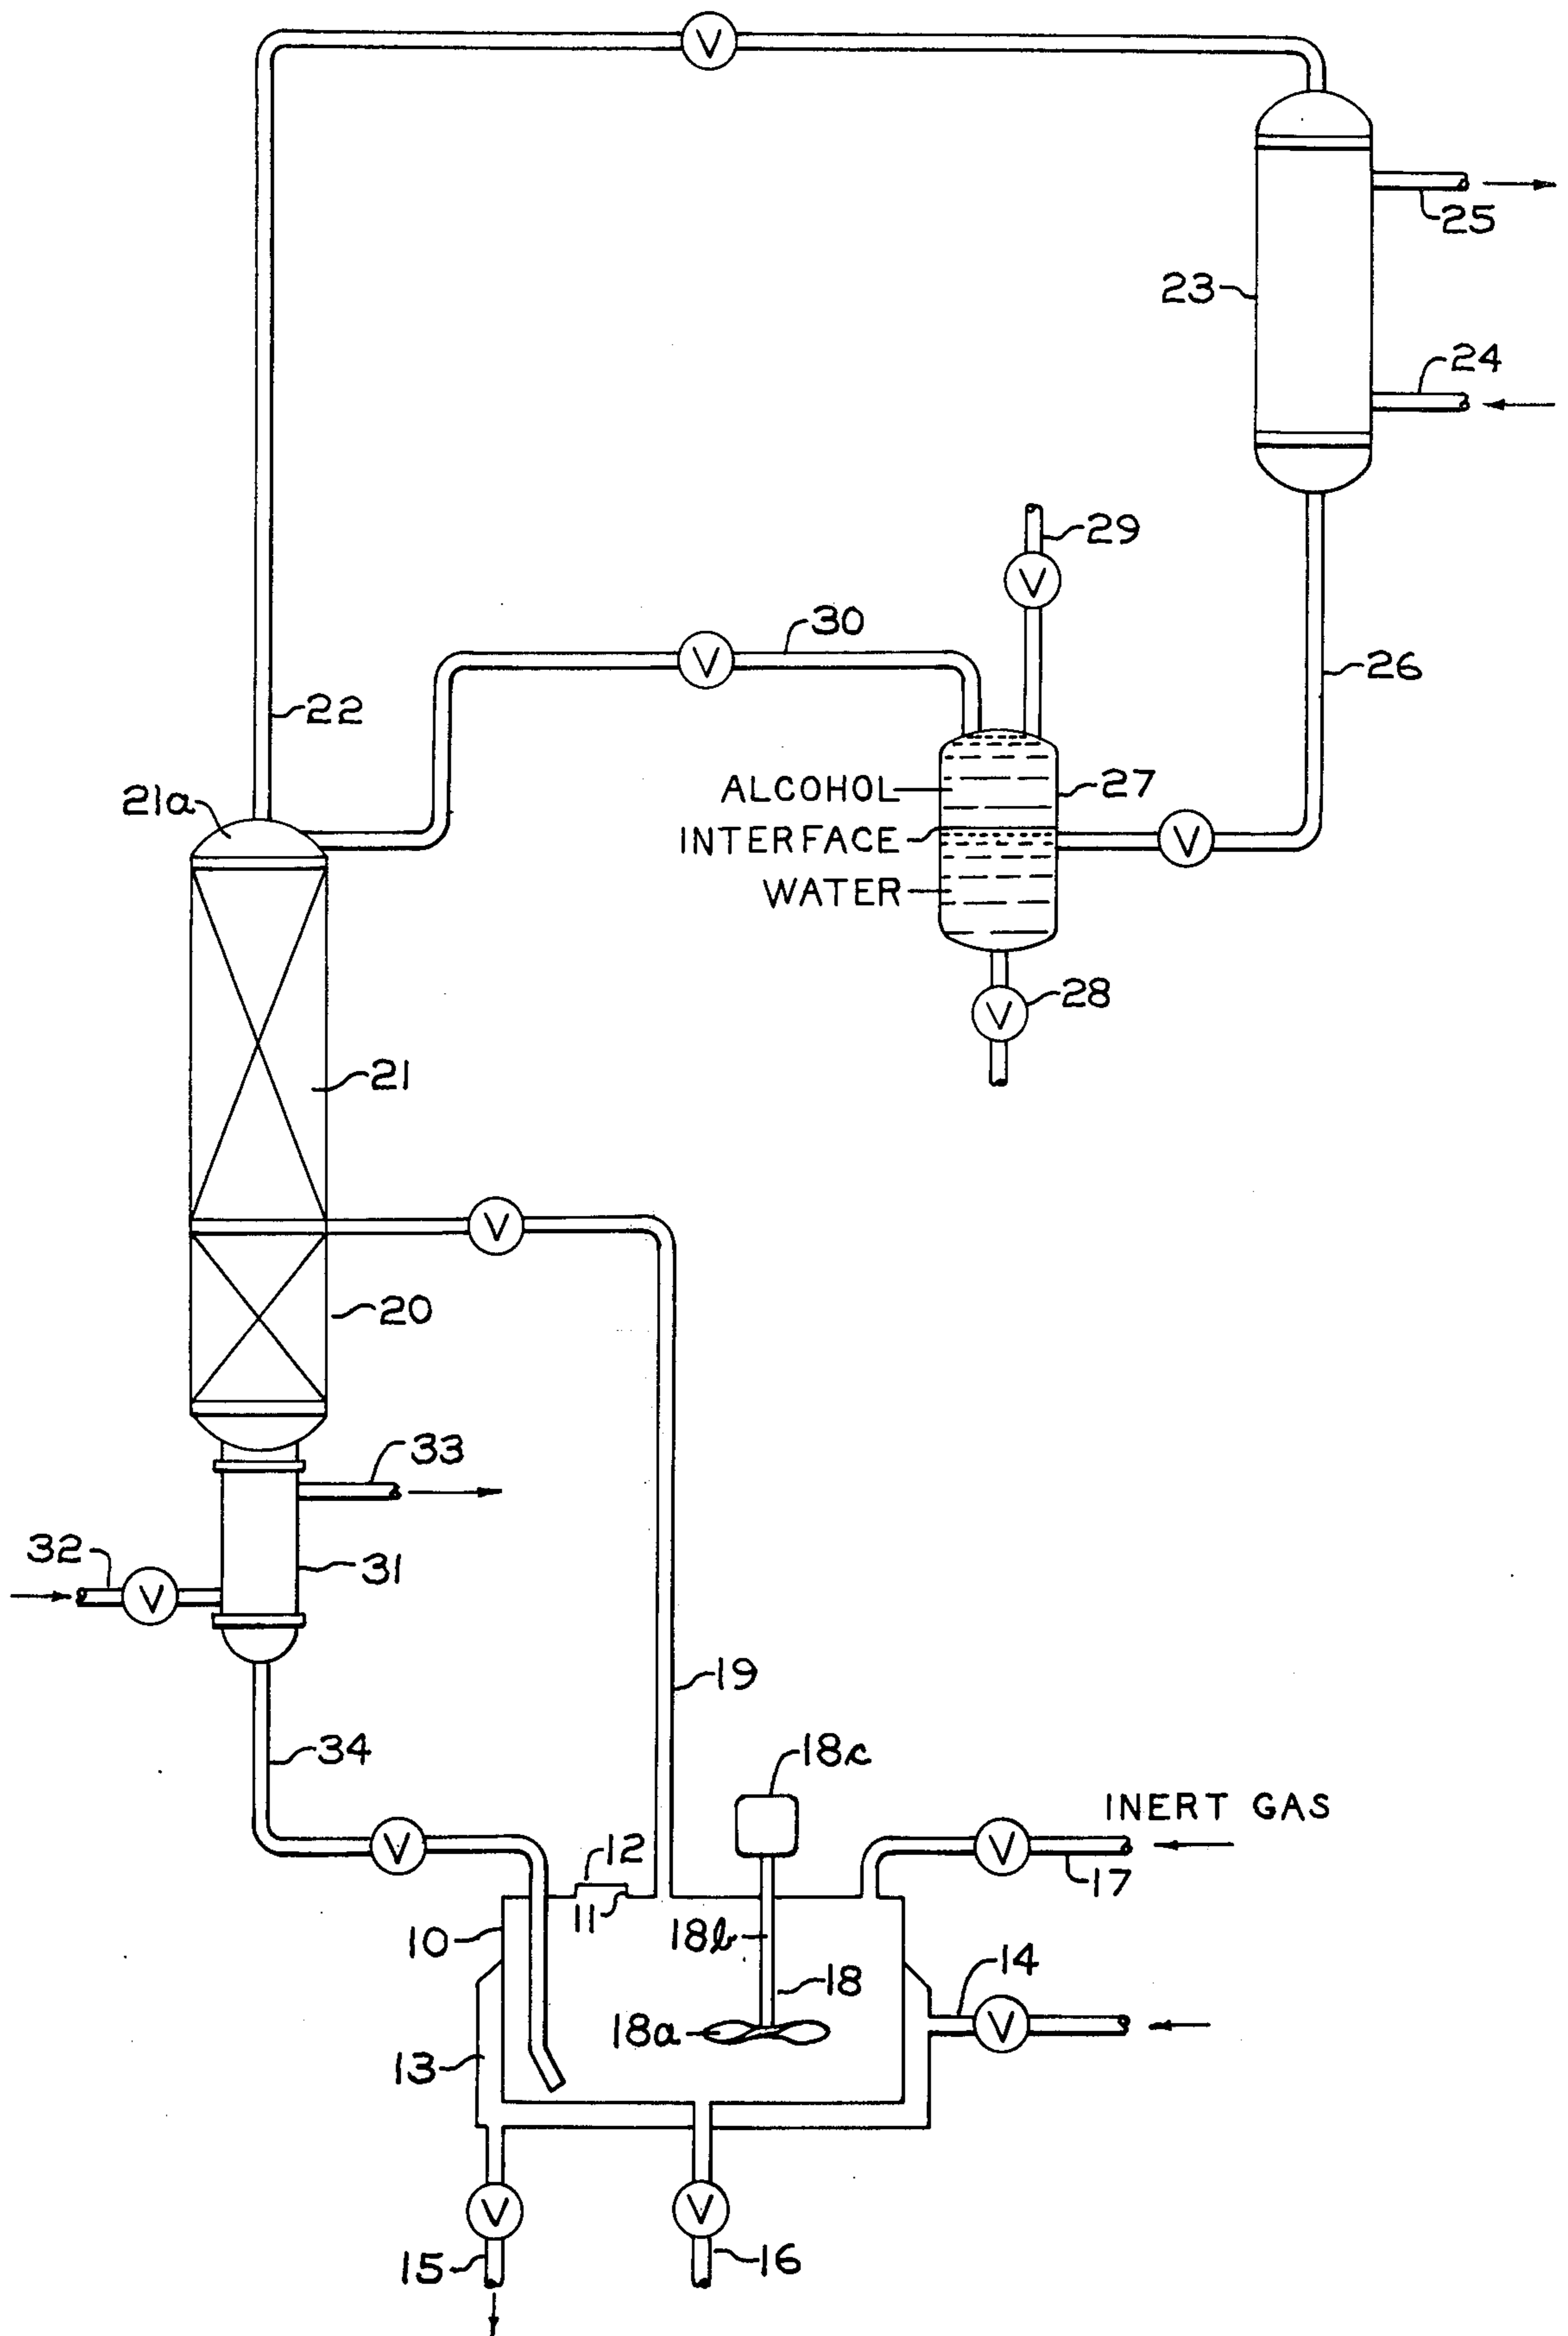 V
25
23
24
29
V
30
V
26
22
21a
ALCOHOL
27
INTERFACE
V
WATER
28
V
21
V
20
33
32
31
V
19
34
18c
INERT GAS
V
V
12
17
11
10
18b
14
18
V
18a
13
V
V
15
16